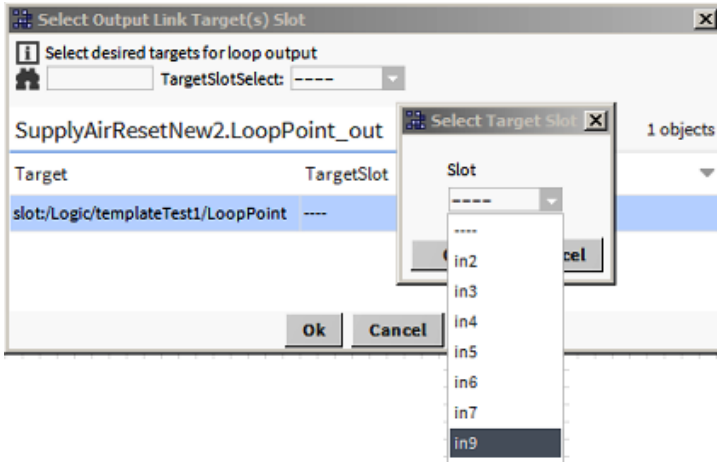 Select Output Link Target(s) Slot
i Select desired targets for loop output
TargetSlotSelect: ----
SupplyAirResetNew2.LoopPoint_out
1 objects
Target TargetSlot
slot:/Logic/templateTest1/LoopPoint ----
Ok Cancel
Select Target Slot
Slot
----
----
in2
in3
in4
in5
in6
in7
in9
cel